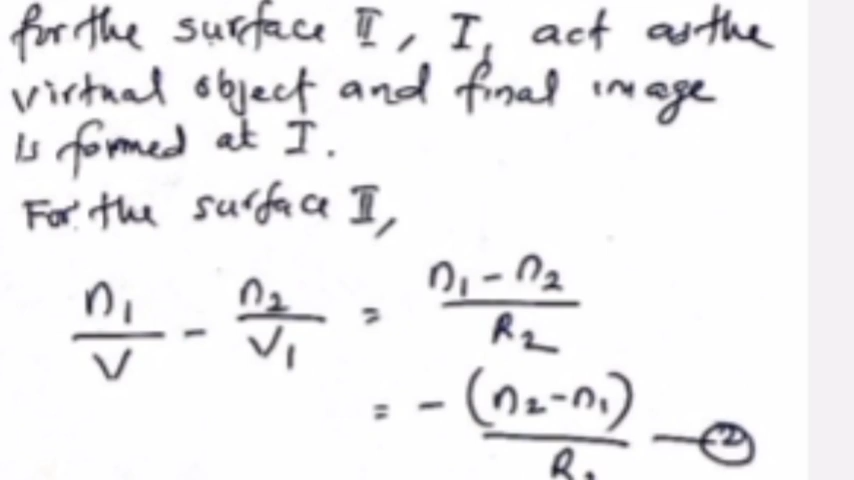 for the surface II, I₁ act as the
virtual object and final image
is formed at I.
For the surface II,
n₁/V - n₂/V₁ = n₁-n₂/R₂
= - (n₂-n₁)/R₂ —②